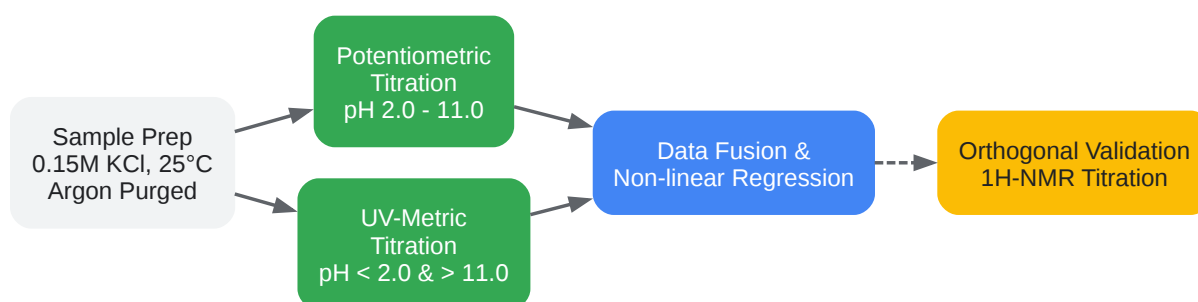 Sample Prep
0.15M KCl, 25°C
Argon Purged
Potentiometric
Titration
pH 2.0 - 11.0
UV-Metric
Titration
pH < 2.0 & > 11.0
Data Fusion &
Non-linear Regression
Orthogonal Validation
1H-NMR Titration